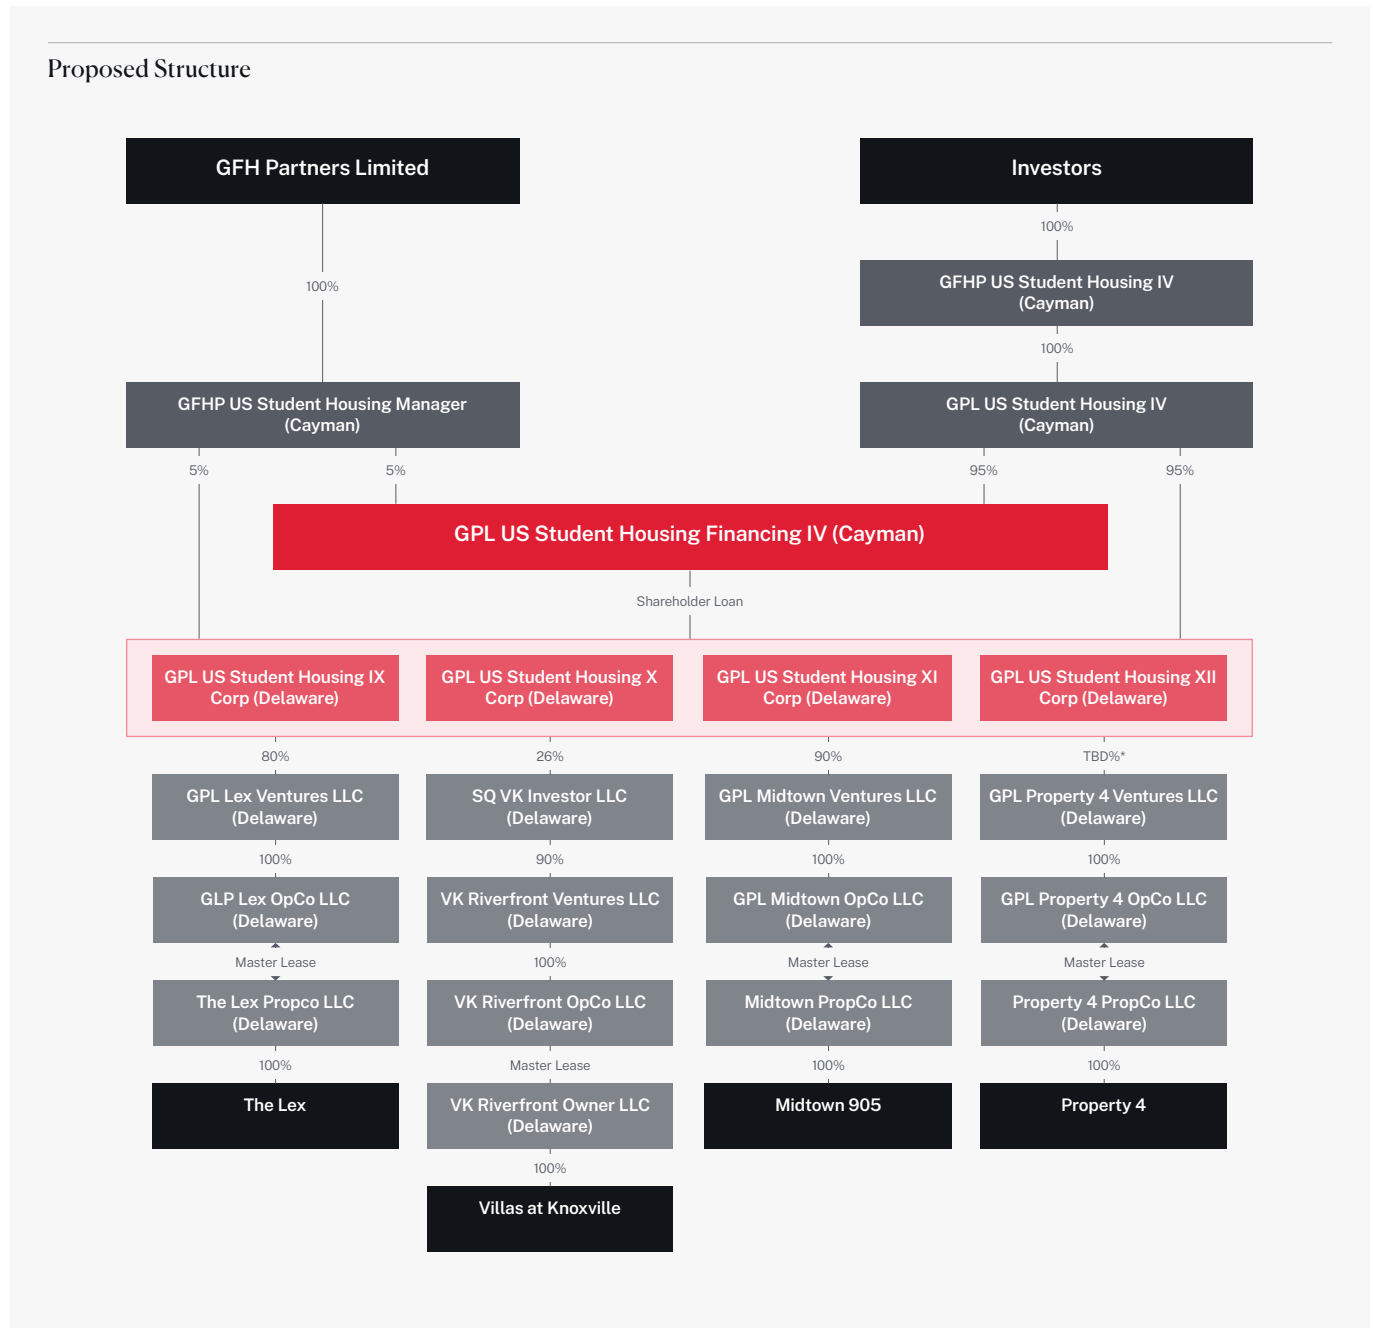 Proposed Structure
GFH Partners Limited
Investors
100%
GFHP US Student Housing IV
(Cayman)
100%
100%
GFHP US Student Housing Manager
(Cayman)
GPL US Student Housing IV
(Cayman)
5%
5%
95%
95%
GPL US Student Housing Financing IV (Cayman)
Shareholder Loan
GPL US Student Housing IX
Corp (Delaware)
GPL US Student Housing X
Corp (Delaware)
GPL US Student Housing XI
Corp (Delaware)
GPL US Student Housing XII
Corp (Delaware)
80%
26%
90%
TBD%*
GPL Lex Ventures LLC
(Delaware)
SQ VK Investor LLC
(Delaware)
GPL Midtown Ventures LLC
(Delaware)
GPL Property 4 Ventures LLC
(Delaware)
100%
90%
100%
100%
GLP Lex OpCo LLC
(Delaware)
VK Riverfront Ventures LLC
(Delaware)
GPL Midtown OpCo LLC
(Delaware)
GPL Property 4 OpCo LLC
(Delaware)
Master Lease
100%
Master Lease
Master Lease
The Lex Propco LLC
(Delaware)
VK Riverfront OpCo LLC
(Delaware)
Midtown PropCo LLC
(Delaware)
Property 4 PropCo LLC
(Delaware)
100%
Master Lease
100%
100%
The Lex
VK Riverfront Owner LLC
(Delaware)
Midtown 905
Property 4
100%
Villas at Knoxville